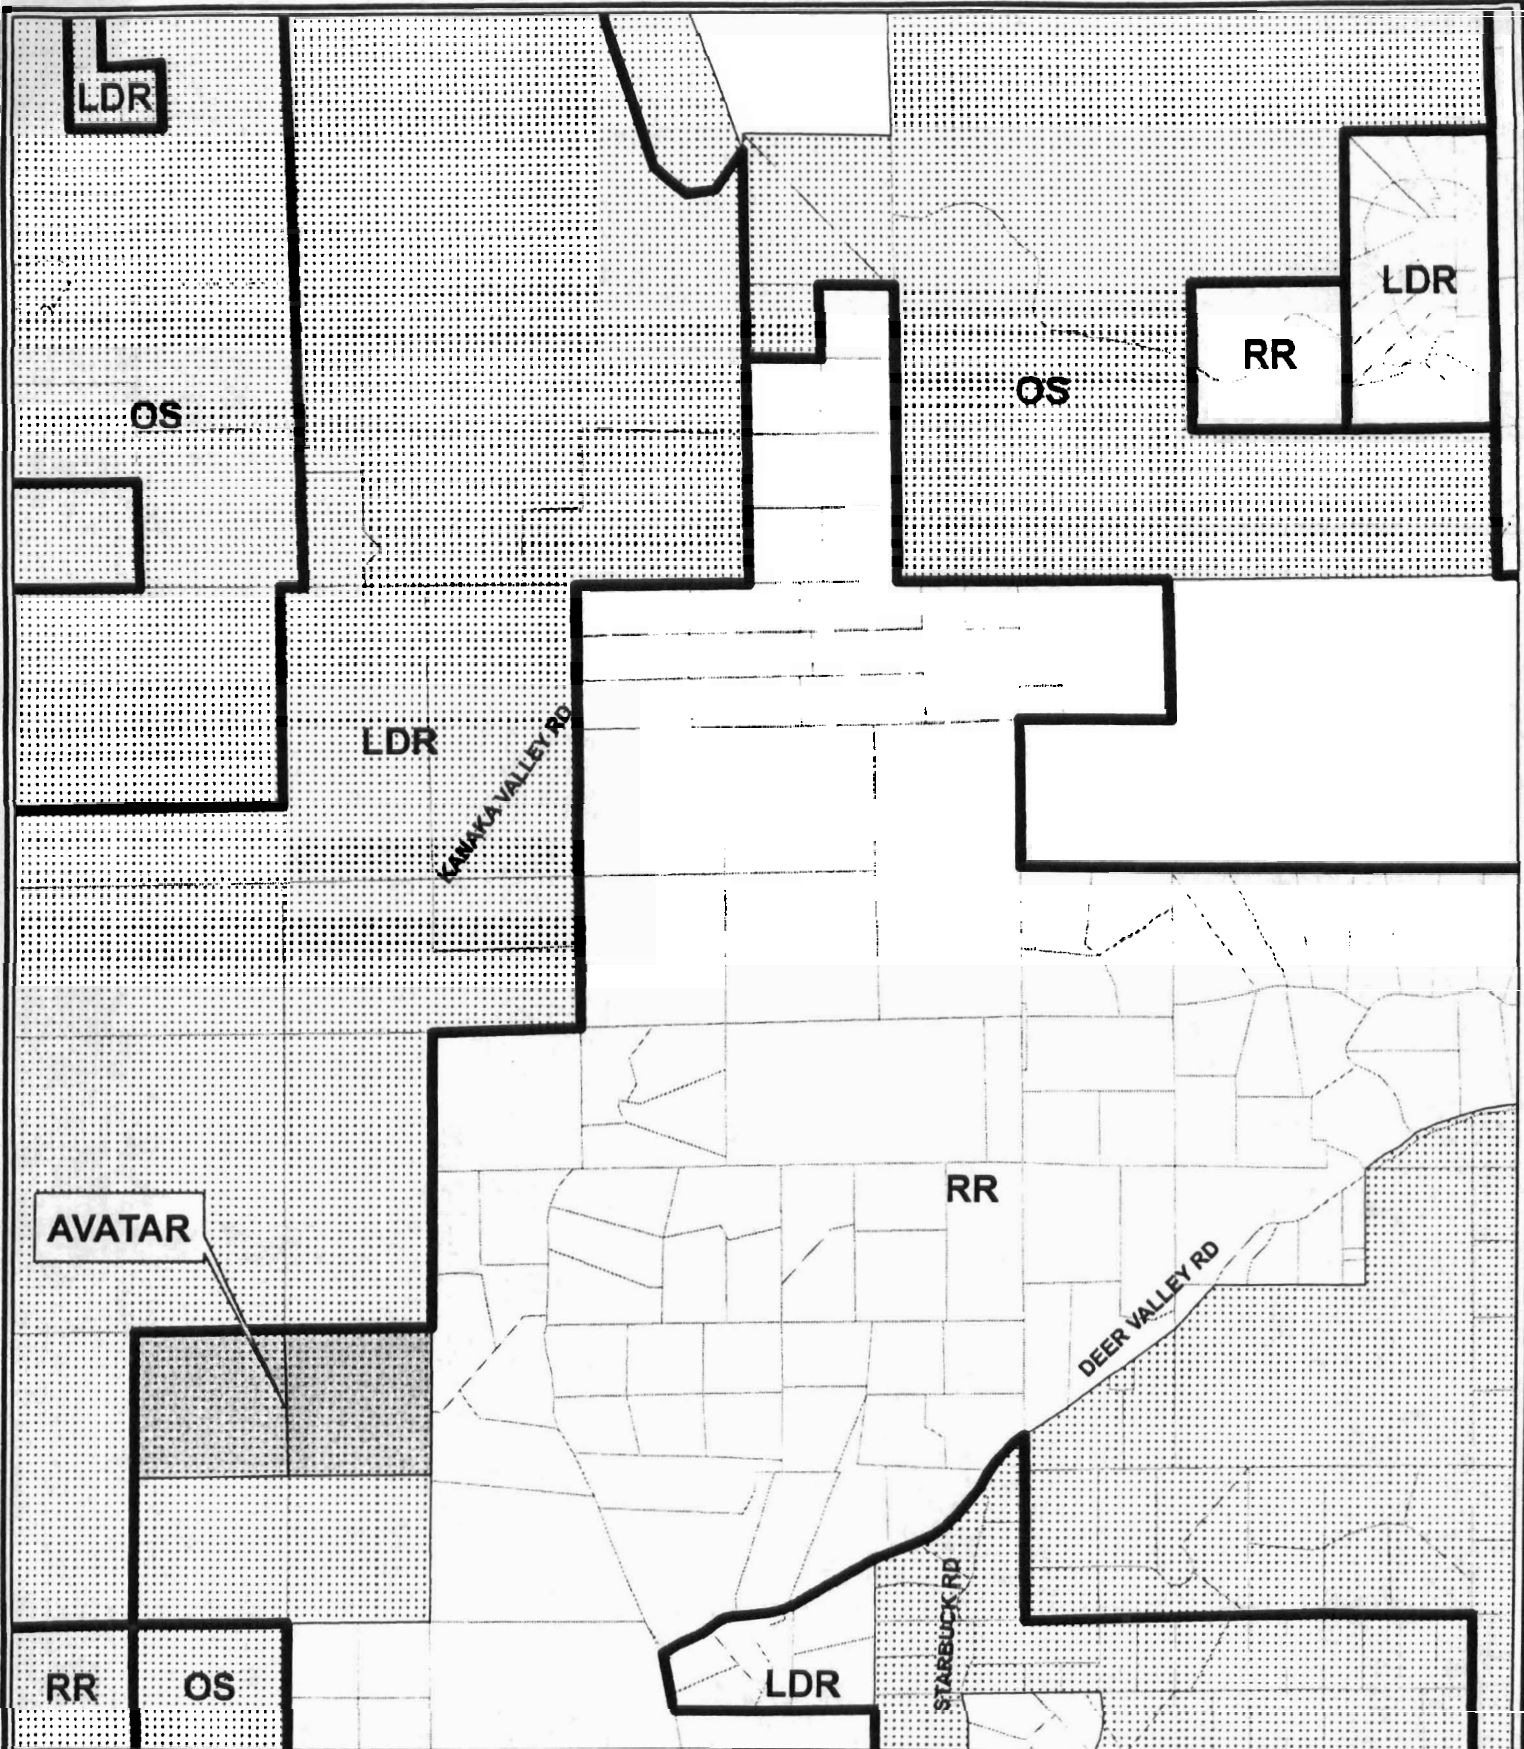 LDR
LDR
RR
OS
OS
LDR
KANAKA VALLEY RD
RR
AVATAR
DEER VALLEY RD
STARBUCK RD
RR
OS
LDR